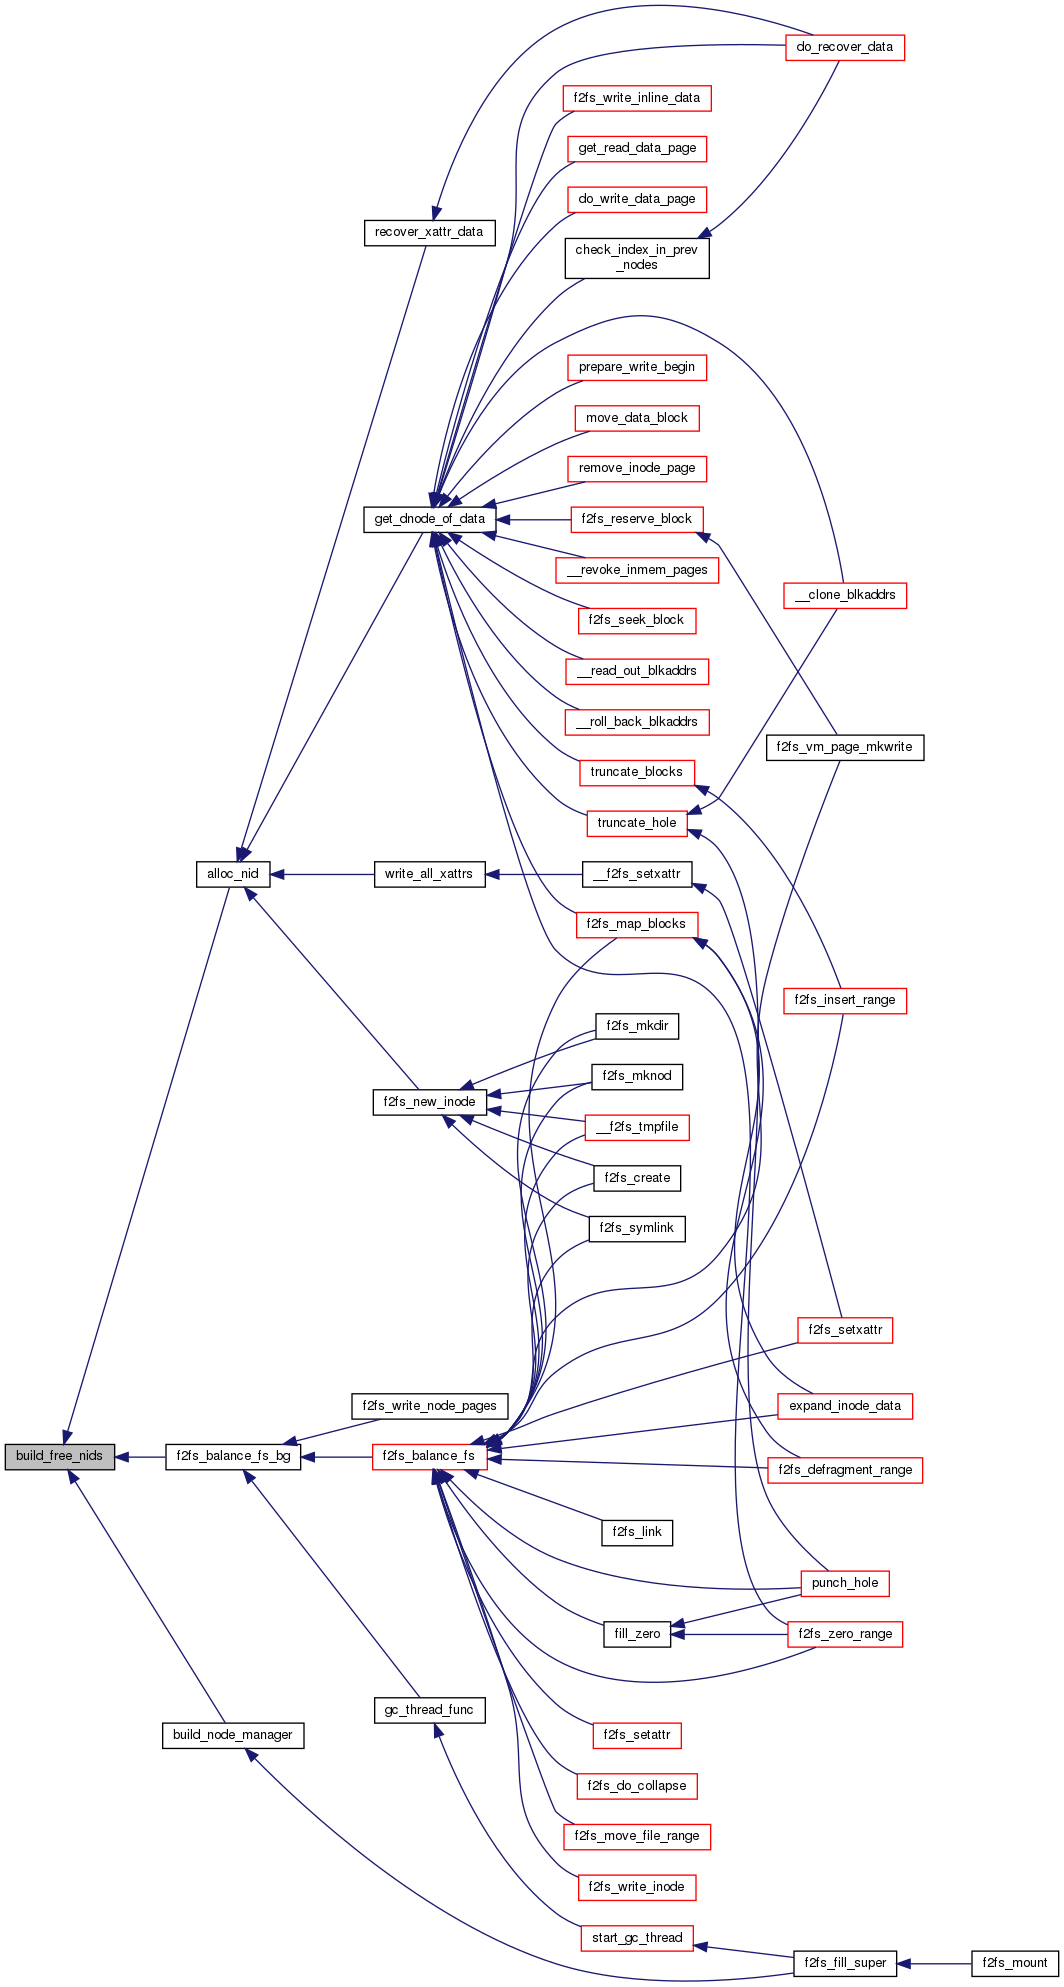 do_recover_data
f2fs_write_inline_data
get_read_data_page
do_write_data_page
recover_xattr_data
check_index_in_prev
_nodes
prepare_write_begin
move_data_block
remove_inode_page
get_dnode_of_data
f2fs_reserve_block
__revoke_inmem_pages
__clone_blkaddrs
f2fs_seek_block
__read_out_blkaddrs
__roll_back_blkaddrs
f2fs_vm_page_mkwrite
truncate_blocks
truncate_hole
alloc_nid
write_all_xattrs
__f2fs_setxattr
f2fs_map_blocks
f2fs_insert_range
f2fs_mkdir
f2fs_mknod
f2fs_new_inode
__f2fs_tmpfile
f2fs_create
f2fs_symlink
f2fs_setxattr
f2fs_write_node_pages
expand_inode_data
build_free_nids
f2fs_balance_fs_bg
f2fs_balance_fs
f2fs_defragment_range
f2fs_link
punch_hole
fill_zero
f2fs_zero_range
gc_thread_func
build_node_manager
f2fs_setattr
f2fs_do_collapse
f2fs_move_file_range
f2fs_write_inode
start_gc_thread
f2fs_fill_super
f2fs_mount